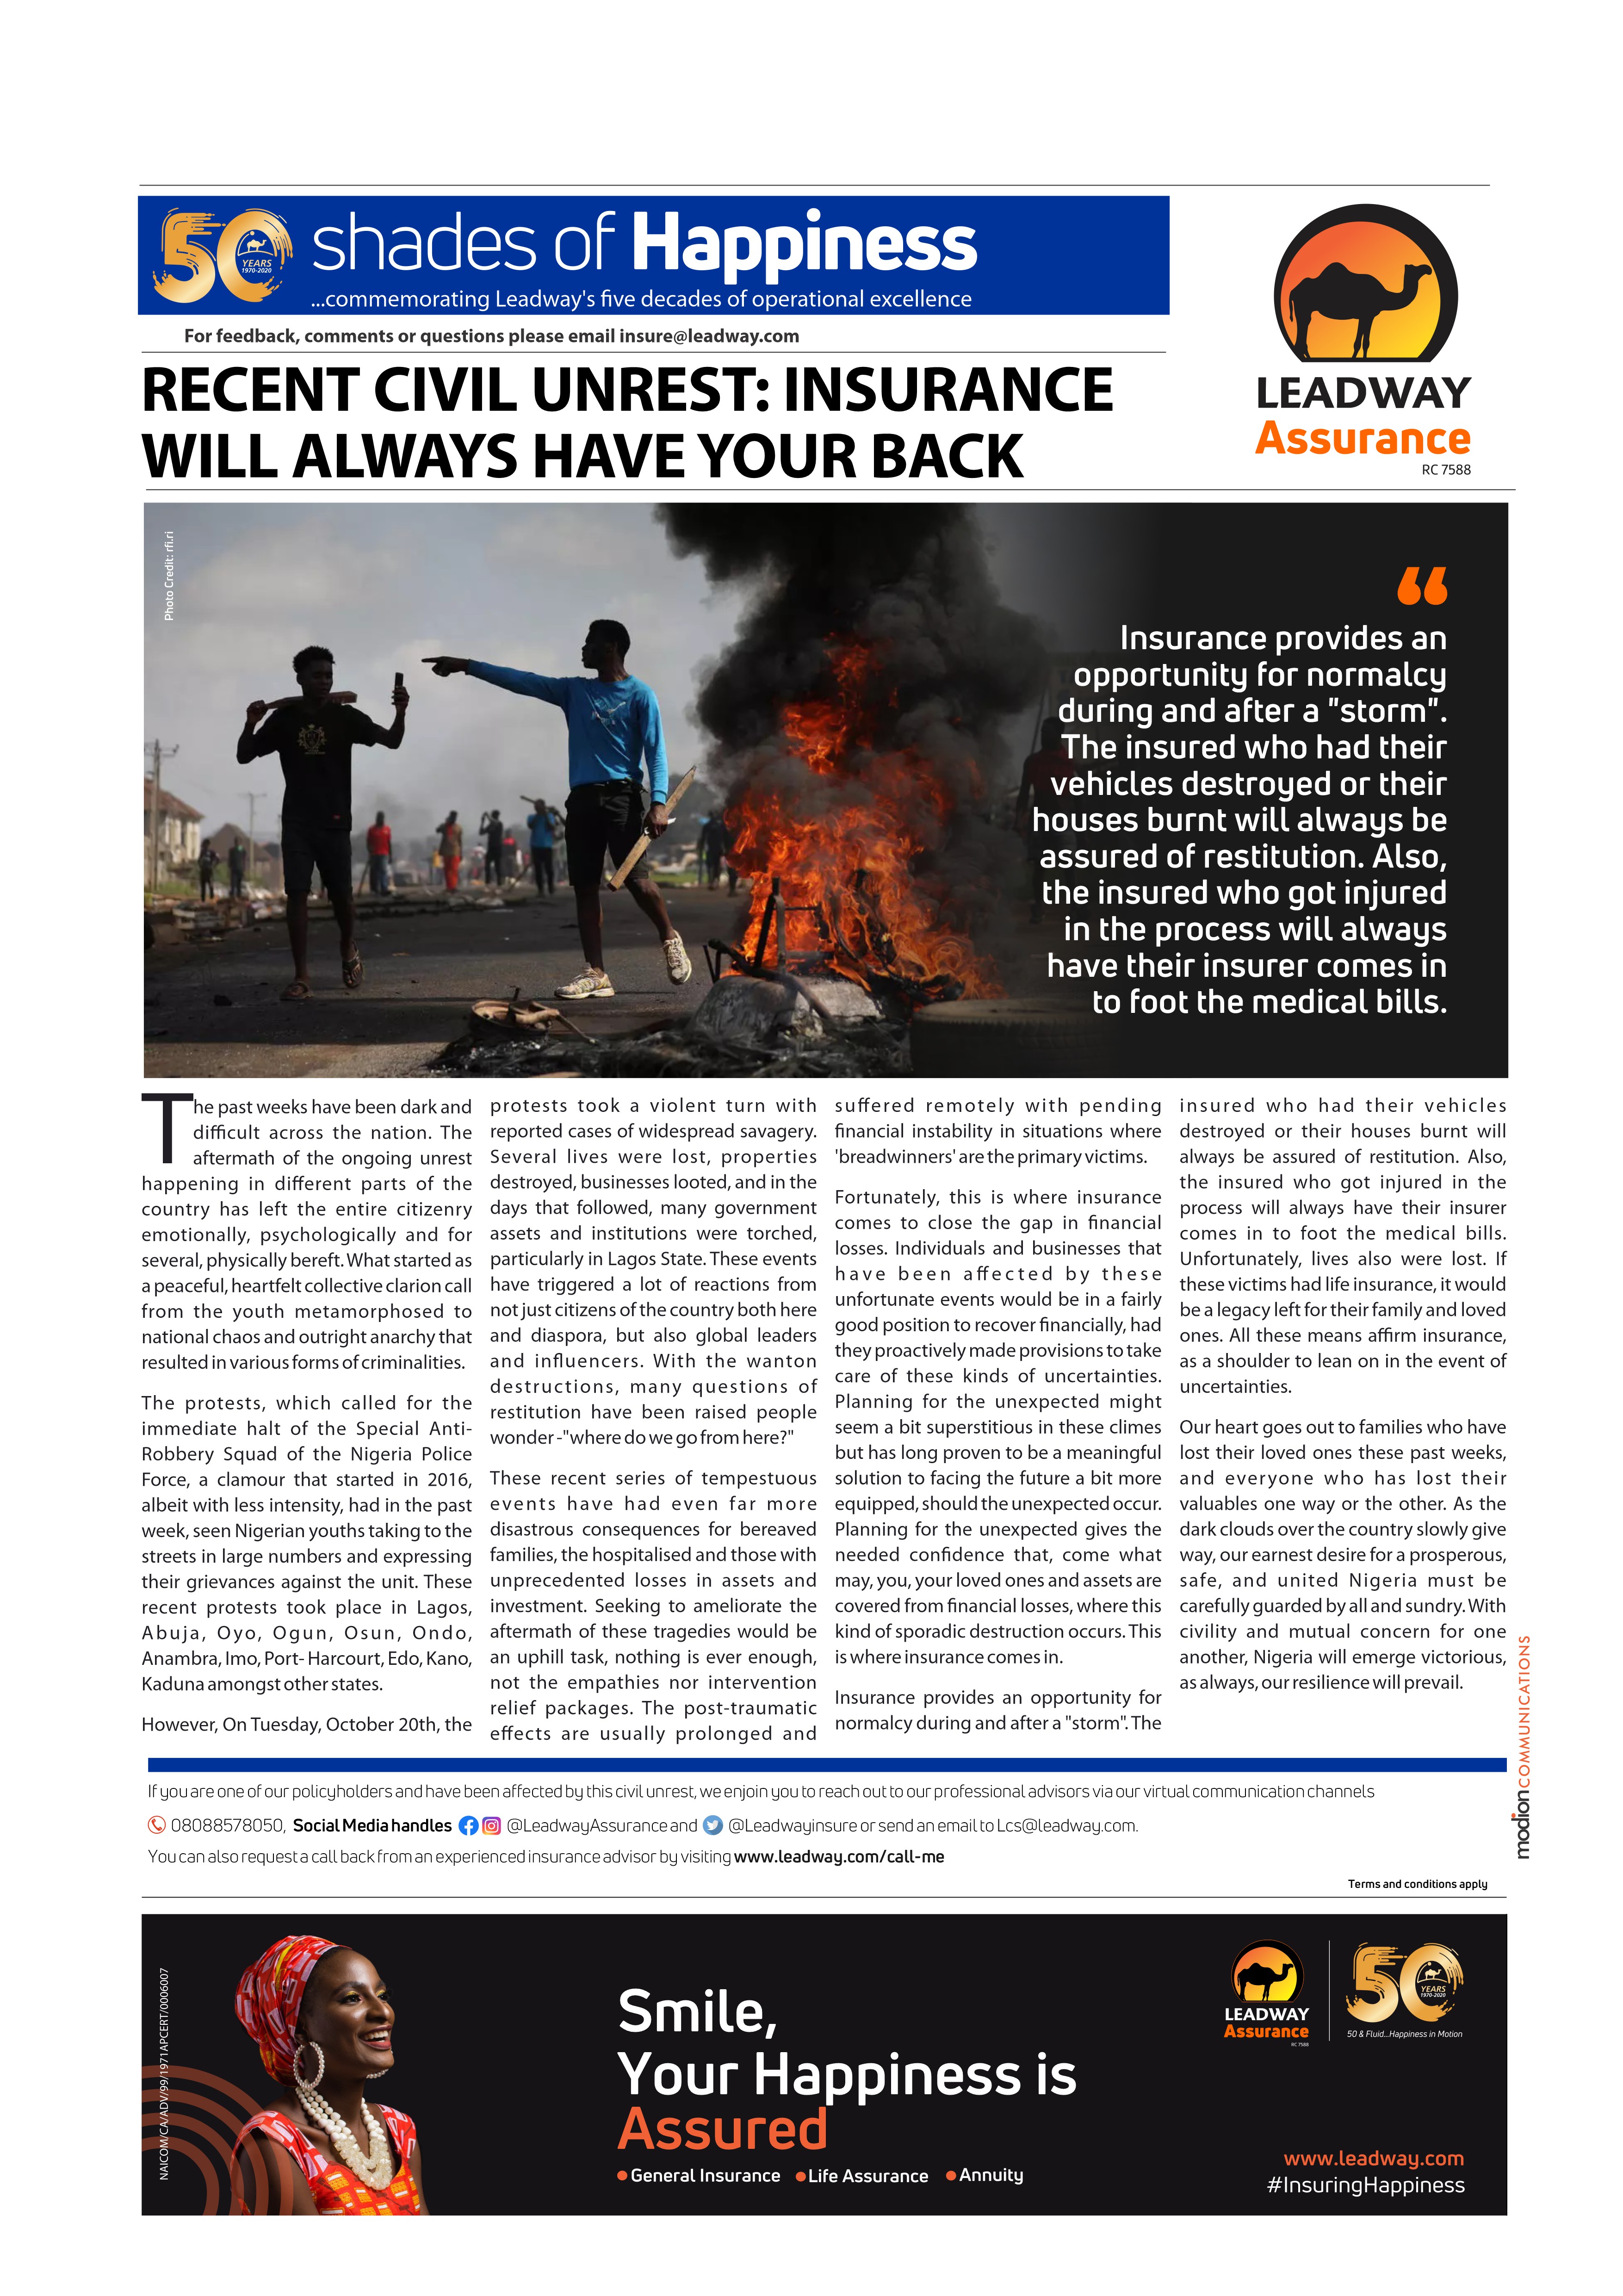 50 YEARS 1970-2020
shades of Happiness
...commemorating Leadway's five decades of operational excellence
For feedback, comments or questions please email insure@leadway.com
RECENT CIVIL UNREST: INSURANCE
WILL ALWAYS HAVE YOUR BACK
LEADWAY
Assurance
RC 7588
Photo Credit: rfi.ri
“
Insurance provides an
opportunity for normalcy
during and after a "storm".
The insured who had their
vehicles destroyed or their
houses burnt will always be
assured of restitution. Also,
the insured who got injured
in the process will always
have their insurer comes in
to foot the medical bills.
The past weeks have been dark and
difficult across the nation. The
aftermath of the ongoing unrest
happening in different parts of the
country has left the entire citizenry
emotionally, psychologically and for
several, physically bereft. What started as
a peaceful, heartfelt collective clarion call
from the youth metamorphosed to
national chaos and outright anarchy that
resulted in various forms of criminalities.
The protests, which called for the
immediate halt of the Special Anti-
Robbery Squad of the Nigeria Police
Force, a clamour that started in 2016,
albeit with less intensity, had in the past
week, seen Nigerian youths taking to the
streets in large numbers and expressing
their grievances against the unit. These
recent protests took place in Lagos,
Abuja, Oyo, Ogun, Osun, Ondo,
Anambra, Imo, Port- Harcourt, Edo, Kano,
Kaduna amongst other states.
However, On Tuesday, October 20th, the
protests took a violent turn with
reported cases of widespread savagery.
Several lives were lost, properties
destroyed, businesses looted, and in the
days that followed, many government
assets and institutions were torched,
particularly in Lagos State. These events
have triggered a lot of reactions from
not just citizens of the country both here
and diaspora, but also global leaders
and influencers. With the wanton
destructions, many questions of
restitution have been raised people
wonder -"where do we go from here?"
These recent series of tempestuous
events have had even far more
disastrous consequences for bereaved
families, the hospitalised and those with
unprecedented losses in assets and
investment. Seeking to ameliorate the
aftermath of these tragedies would be
an uphill task, nothing is ever enough,
not the empathies nor intervention
relief packages. The post-traumatic
effects are usually prolonged and
suffered remotely with pending
financial instability in situations where
'breadwinners' are the primary victims.
Fortunately, this is where insurance
comes to close the gap in financial
losses. Individuals and businesses that
have been affected by these
unfortunate events would be in a fairly
good position to recover financially, had
they proactively made provisions to take
care of these kinds of uncertainties.
Planning for the unexpected might
seem a bit superstitious in these climes
but has long proven to be a meaningful
solution to facing the future a bit more
equipped, should the unexpected occur.
Planning for the unexpected gives the
needed confidence that, come what
may, you, your loved ones and assets are
covered from financial losses, where this
kind of sporadic destruction occurs. This
is where insurance comes in.
Insurance provides an opportunity for
normalcy during and after a "storm". The
insured who had their vehicles
destroyed or their houses burnt will
always be assured of restitution. Also,
the insured who got injured in the
process will always have their insurer
comes in to foot the medical bills.
Unfortunately, lives also were lost. If
these victims had life insurance, it would
be a legacy left for their family and loved
ones. All these means affirm insurance,
as a shoulder to lean on in the event of
uncertainties.
Our heart goes out to families who have
lost their loved ones these past weeks,
and everyone who has lost their
valuables one way or the other. As the
dark clouds over the country slowly give
way, our earnest desire for a prosperous,
safe, and united Nigeria must be
carefully guarded by all and sundry. With
civility and mutual concern for one
another, Nigeria will emerge victorious,
as always, our resilience will prevail.
modion COMMUNICATIONS
If you are one of our policyholders and have been affected by this civil unrest, we enjoin you to reach out to our professional advisors via our virtual communication channels
08088578050, Social Media handles @LeadwayAssurance and @Leadwayinsure or send an email to Lcs@leadway.com.
You can also request a call back from an experienced insurance advisor by visiting www.leadway.com/call-me
Terms and conditions apply
NAICOM/CA/ADV/99/1971APCERT/0006007
Smile,
Your Happiness is
Assured
General Insurance Life Assurance Annuity
LEADWAY
Assurance
RC 7588
50 YEARS 1970-2020
50 & Fluid...Happiness in Motion
www.leadway.com
#InsuringHappiness